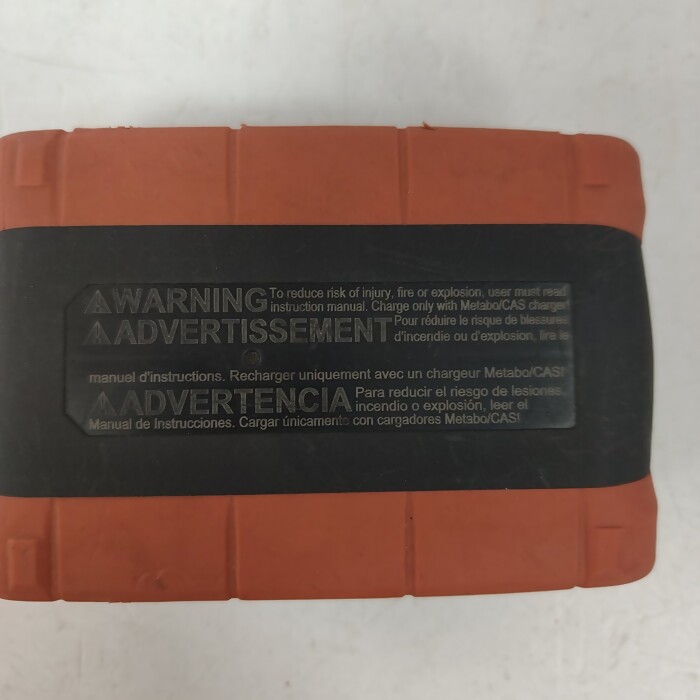 ⚠WARNING To reduce risk of injury, fire or explosion, user must read
instruction manual. Charge only with Metabo/CAS charger!
⚠ADVERTISSEMENT Pour réduire le risque de blessures
d'incendie ou d'explosion, lire le
manuel d'instructions. Recharger uniquement avec un chargeur Metabo/CAS!
⚠ADVERTENCIA Para reducir el riesgo de lesiones,
incendio o explosión, leer el
Manual de Instrucciones. Cargar únicamente con cargadores Metabo/CAS!